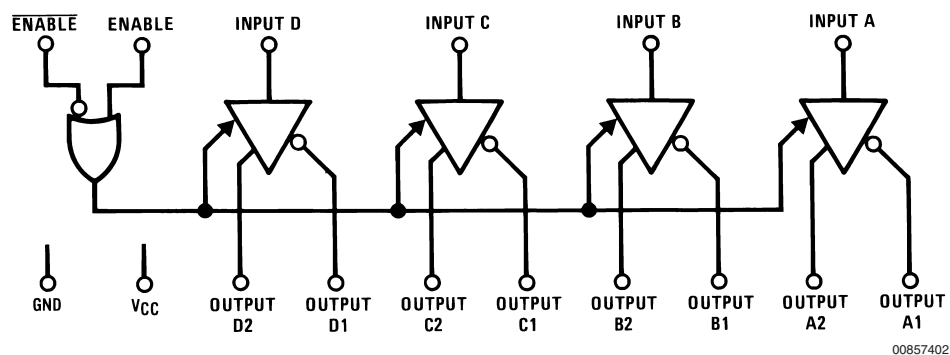 ENABLE ENABLE INPUT D INPUT C INPUT B INPUT A
GND VCC OUTPUT D2 OUTPUT D1 OUTPUT C2 OUTPUT C1 OUTPUT B2 OUTPUT B1 OUTPUT A2 OUTPUT A1
00857402